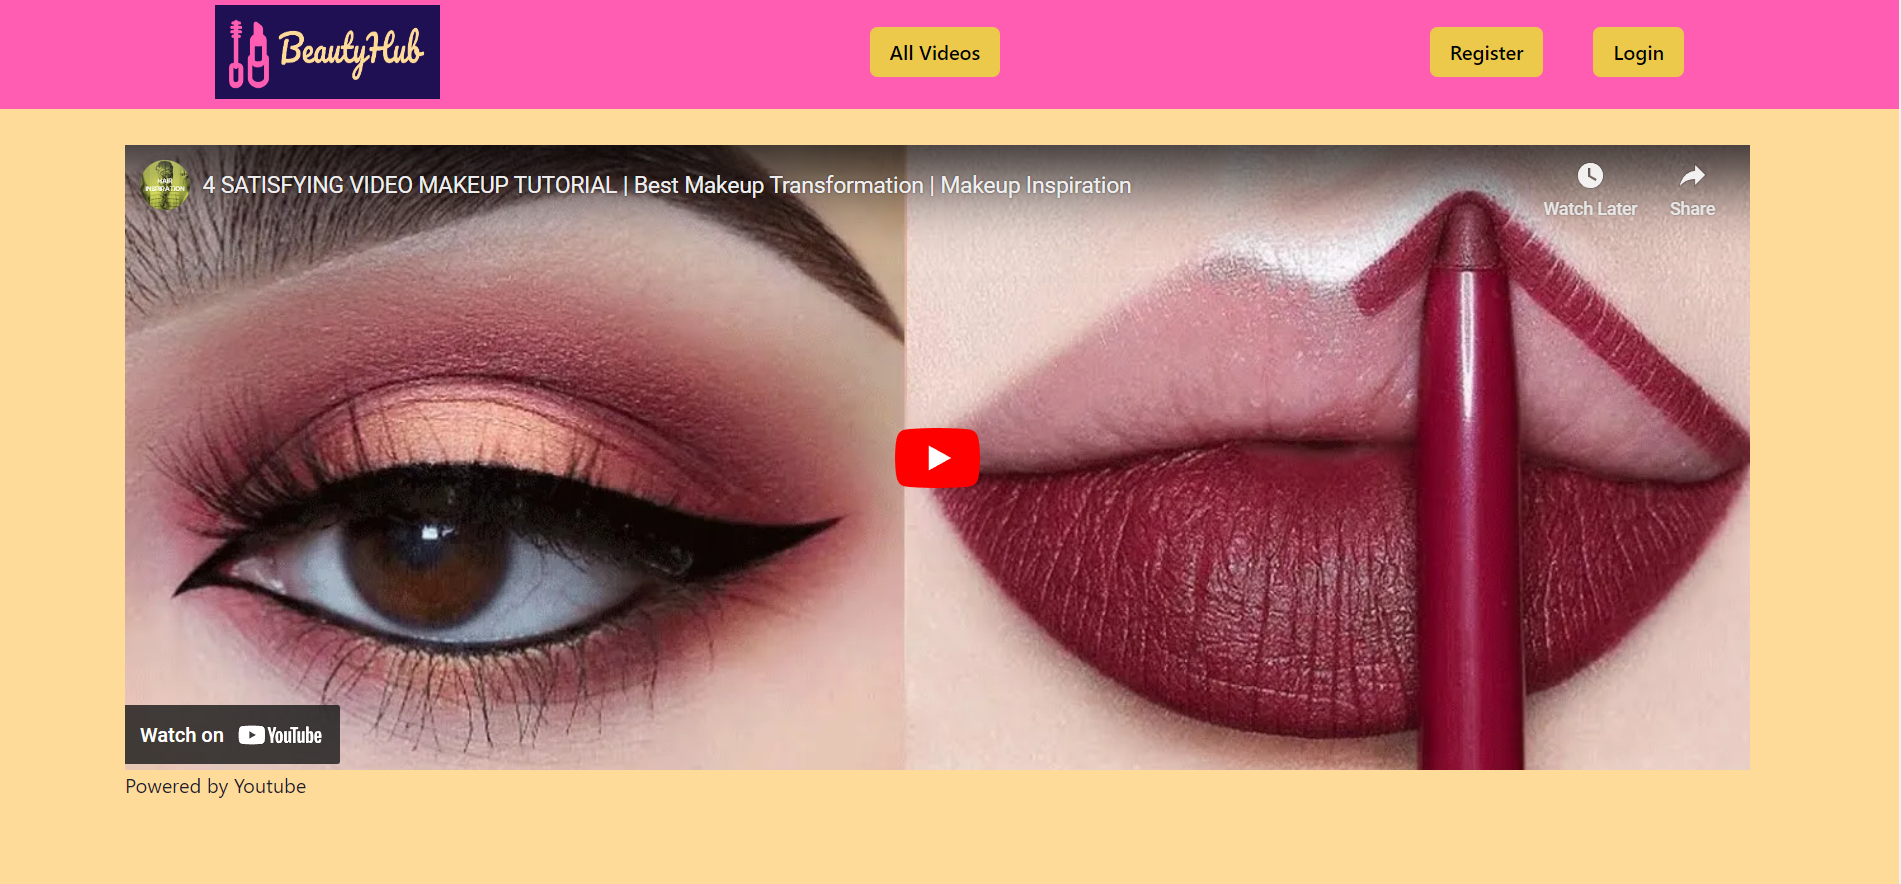 BeautyHub
All Videos
Register
Login
HAIR
INSPIRATION
4 SATISFYING VIDEO MAKEUP TUTORIAL | Best Makeup Transformation | Makeup Inspiration
Watch Later
Share
Watch on YouTube
Powered by Youtube